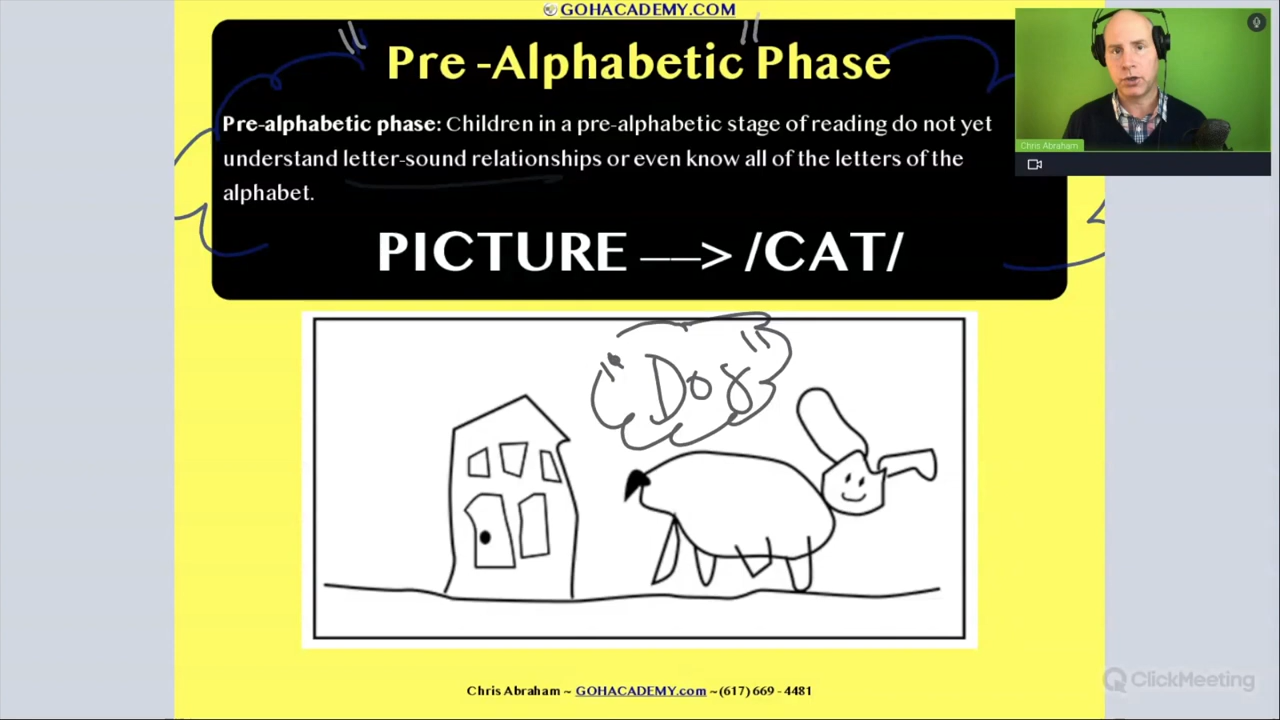 GOHACADEMY.COM
" Pre -Alphabetic Phase "
Pre-alphabetic phase: Children in a pre-alphabetic stage of reading do not yet
understand letter-sound relationships or even know all of the letters of the
alphabet.
PICTURE —–> /CAT/
Chris Abraham
"Dog"
Chris Abraham ~ GOHACADEMY.com ~(617) 669 - 4481
ClickMeeting